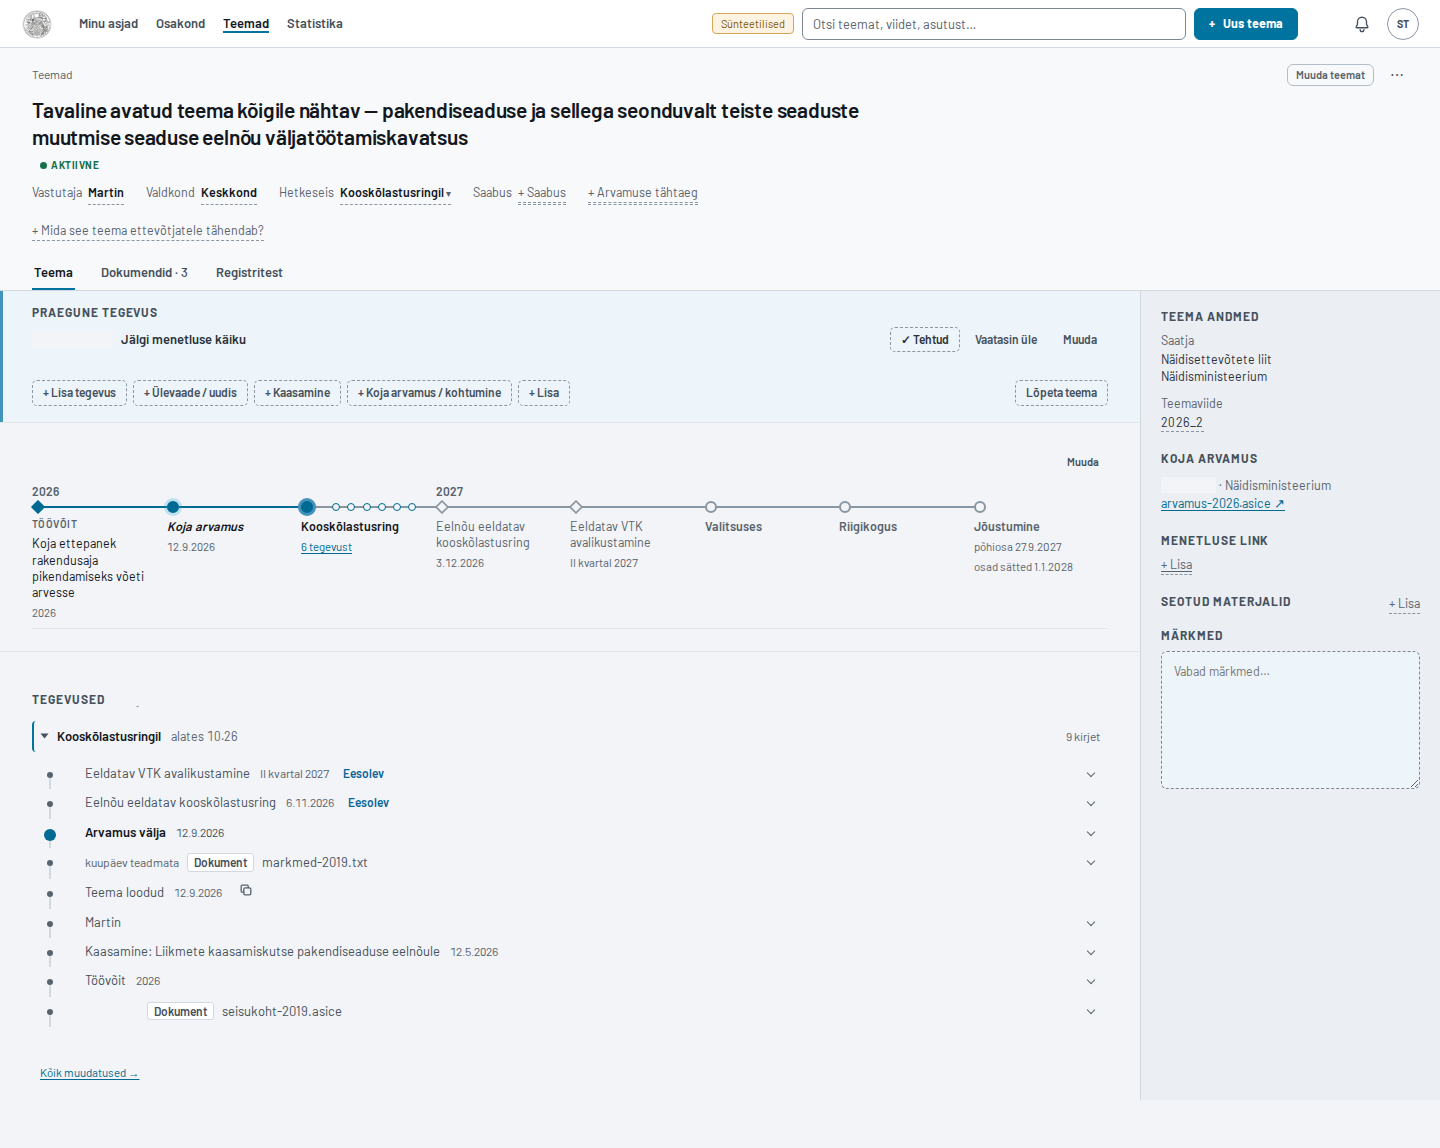 Minu asjad Osakond Teemad Statistika Sünteetilised Otsi teemat, viidet, asutust... + Uus teema ST
Teemad Muuda teemat ...
Tavaline avatud teema kõigile nähtav — pakendiseaduse ja sellega seonduvalt teiste seaduste
muutmise seaduse eelnõu väljatöötamiskavatsus
AKTIIVNE
Vastutaja Martin Valdkond Keskkond Hetkeseis Kooskõlastusringil ▾ Saabus + Saabus + Arvamuse tähtaeg
+ Mida see teema ettevõtjatele tähendab?
Teema Dokumendid · 3 Registritest
PRAEGUNE TEGEVUS
Jälgi menetluse käiku ✓ Tehtud Vaatasin üle Muuda
+ Lisa tegevus + Ülevaade / uudis + Kaasamine + Koja arvamus / kohtumine + Lisa Lõpeta teema
Muuda
2026 2027
TÖÖVÕIT
Koja ettepanek
rakendusaja
pikendamiseks võeti
arvesse
2026
Koja arvamus
12.9.2026
Kooskõlastusring
6 tegevust
Eelnõu eeldatav
kooskõlastusring
3.12.2026
Eeldatav VTK
avalikustamine
II kvartal 2027
Valitsuses
Riigikogus
Jõustumine
põhiosa 27.9.2027
osad sätted 1.1.2028
TEGEVUSED
Kooskõlastusringil alates 10.26 9 kirjet
Eeldatav VTK avalikustamine II kvartal 2027 Eesolev
Eelnõu eeldatav kooskõlastusring 6.11.2026 Eesolev
Arvamus välja 12.9.2026
kuupäev teadmata Dokument markmed-2019.txt
Teema loodud 12.9.2026
Martin
Kaasamine: Liikmete kaasamiskutse pakendiseaduse eelnõule 12.5.2026
Töövõit 2026
Dokument seisukoht-2019.asice
Kõik muudatused →
TEEMA ANDMED
Saatja
Näidisettevõtete liit
Näidisministeerium
Teemaviide
2026_2
KOJA ARVAMUS
· Näidisministeerium
arvamus-2026.asice ↗
MENETLUSE LINK
+ Lisa
SEOTUD MATERJALID + Lisa
MÄRKMED
Vabad märkmed...